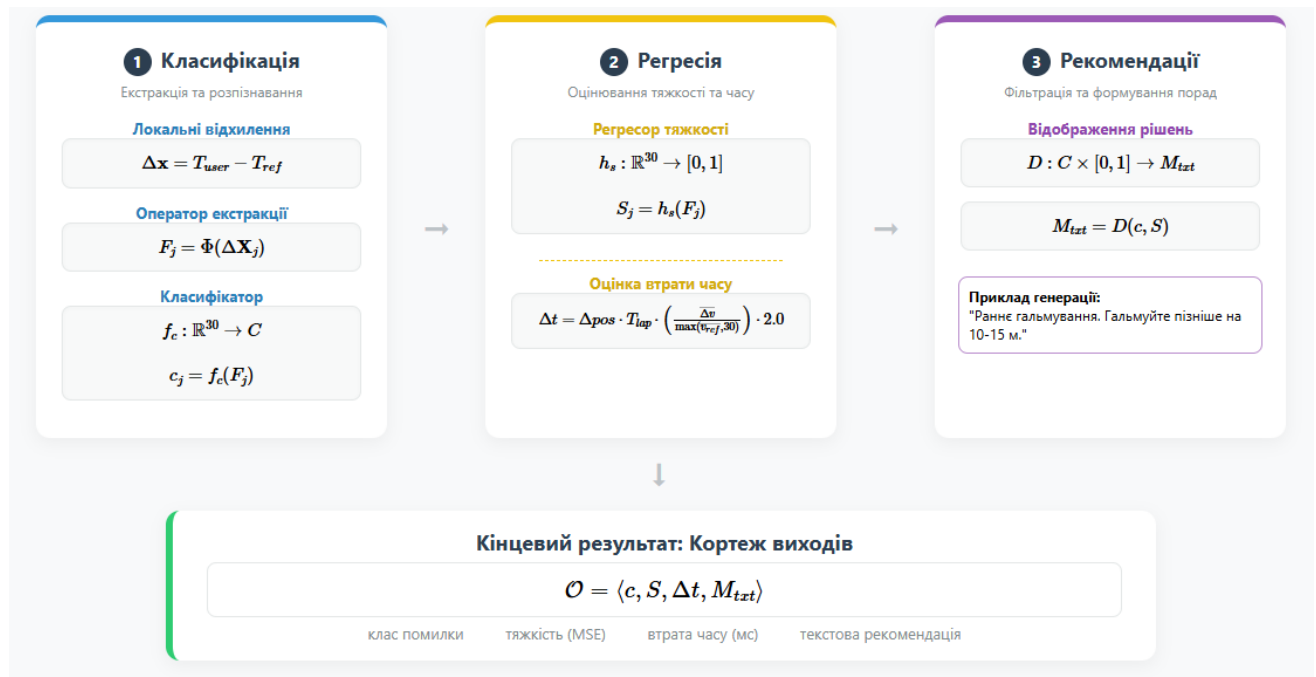 1 Класифікація
Екстракція та розпізнавання
Локальні відхилення
Δx = T_user − T_ref
Оператор екстракції
F_j = Φ(ΔX_j)
Класифікатор
f_c : ℝ^30 → C
c_j = f_c(F_j)
→
2 Регресія
Оцінювання тяжкості та часу
Регресор тяжкості
h_s : ℝ^30 → [0, 1]
S_j = h_s(F_j)
Оцінка втрати часу
Δt = Δpos · T_lap · (\overline{Δv} / max(\overline{v_ref}, 30)) · 2.0
→
3 Рекомендації
Фільтрація та формування порад
Відображення рішень
D : C × [0, 1] → M_txt
M_txt = D(c, S)
Приклад генерації:
"Раннє гальмування. Гальмуйте пізніше на
10-15 м."
↓
Кінцевий результат: Кортеж виходів
𝒪 = ⟨c, S, Δt, M_txt⟩
клас помилки тяжкість (MSE) втрата часу (мс) текстова рекомендація